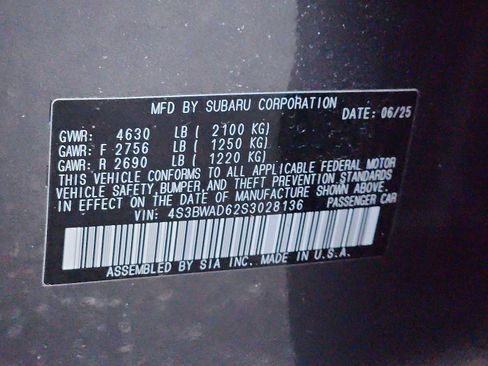 MFD BY SUBARU CORPORATION
DATE: 06/25
GVWR: 4630 LB ( 2100 KG)
GAWR: F 2756 LB ( 1250 KG)
GAWR: R 2690 LB ( 1220 KG)
THIS VEHICLE CONFORMS TO ALL APPLICABLE FEDERAL MOTOR
VEHICLE SAFETY, BUMPER, AND THEFT PREVENTION STANDARDS
IN EFFECT ON THE DATE OF MANUFACTURE SHOWN ABOVE.
VIN: 4S3BWAD62S3028136 PASSENGER CAR
ASSEMBLED BY SIA INC. MADE IN U.S.A.